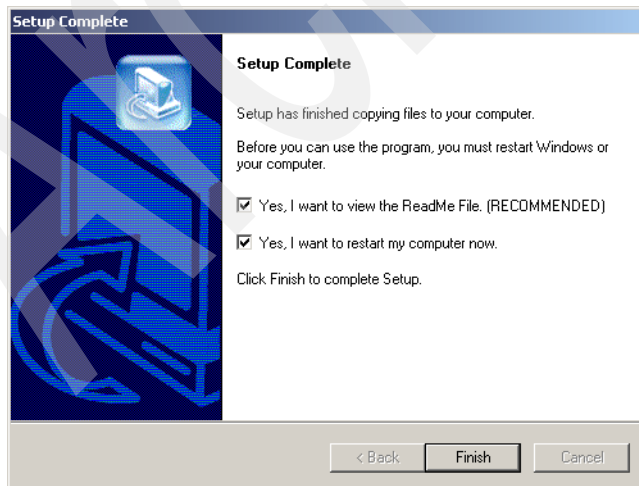 Setup Complete
Setup Complete
Setup has finished copying files to your computer.
Before you can use the program, you must restart Windows or
your computer.
Yes, I want to view the ReadMe File. (RECOMMENDED)
Yes, I want to restart my computer now.
Click Finish to complete Setup.
< Back
Finish
Cancel